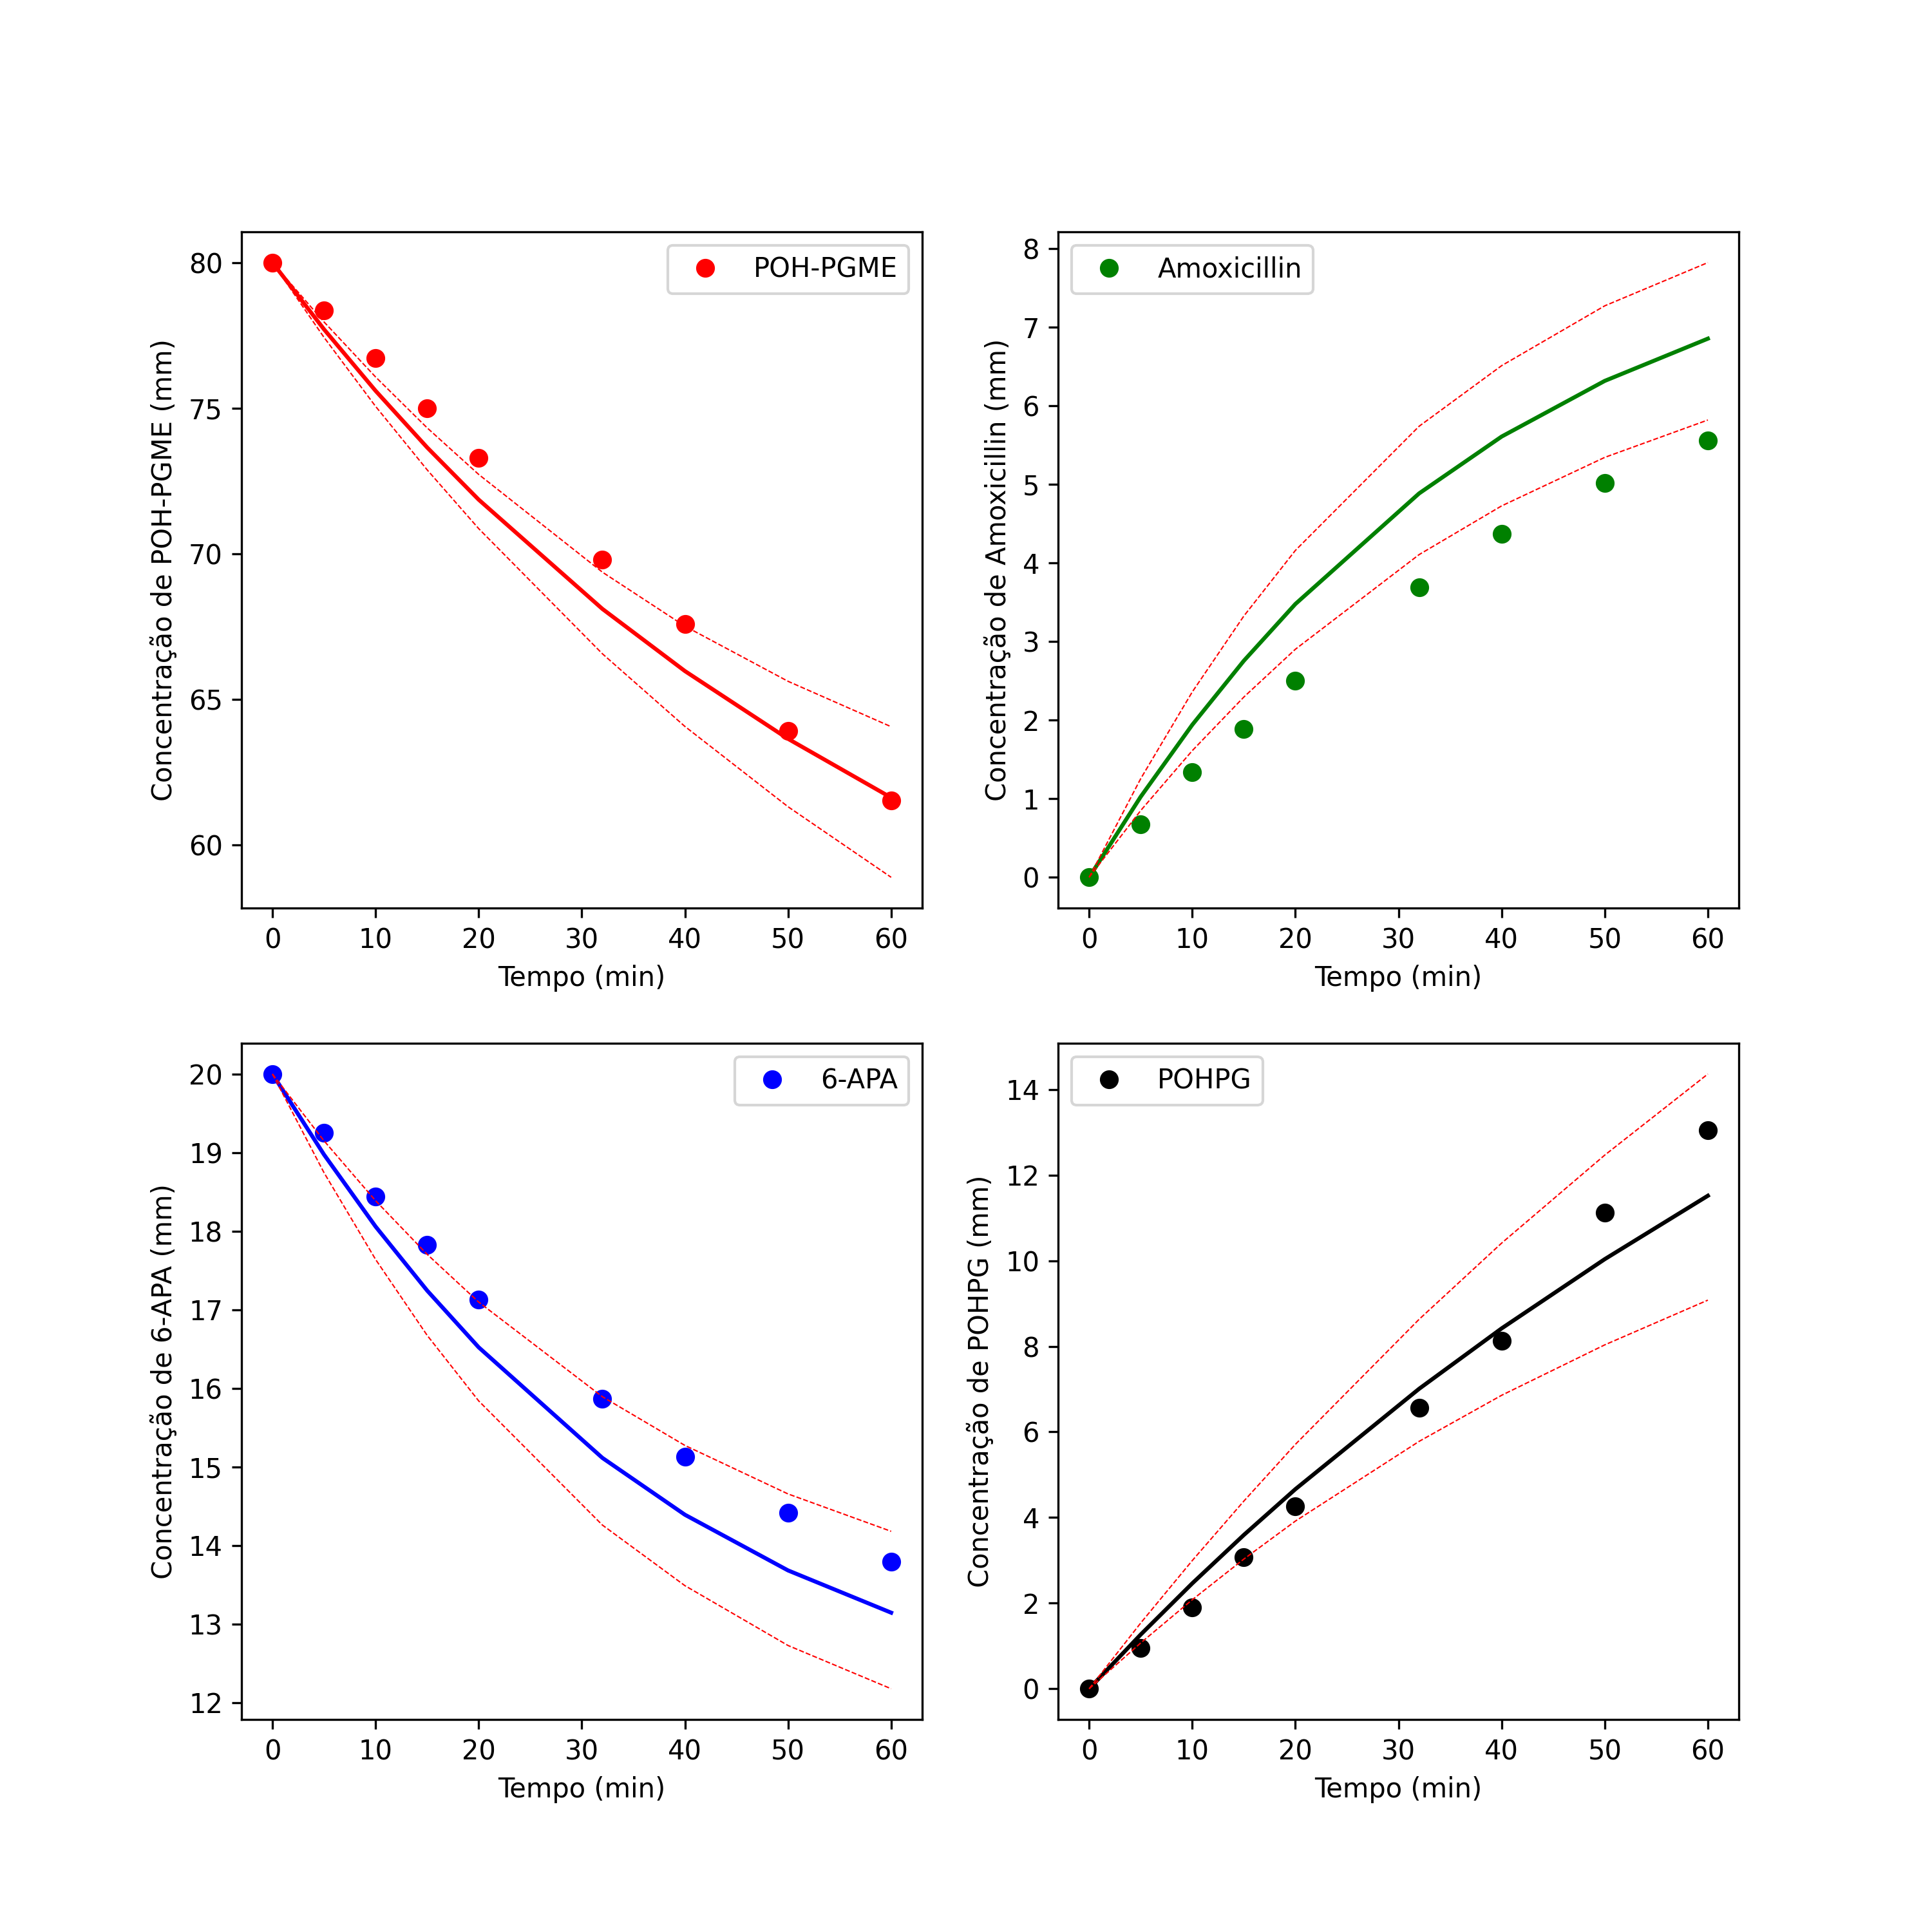 POH-PGME
Concentração de POH-PGME (mm)
80
75
70
65
60
0 10 20 30 40 50 60
Tempo (min)
Amoxicillin
Concentração de Amoxicillin (mm)
8
7
6
5
4
3
2
1
0
0 10 20 30 40 50 60
Tempo (min)
6-APA
Concentração de 6-APA (mm)
20
19
18
17
16
15
14
13
12
0 10 20 30 40 50 60
Tempo (min)
POHPG
Concentração de POHPG (mm)
14
12
10
8
6
4
2
0
0 10 20 30 40 50 60
Tempo (min)